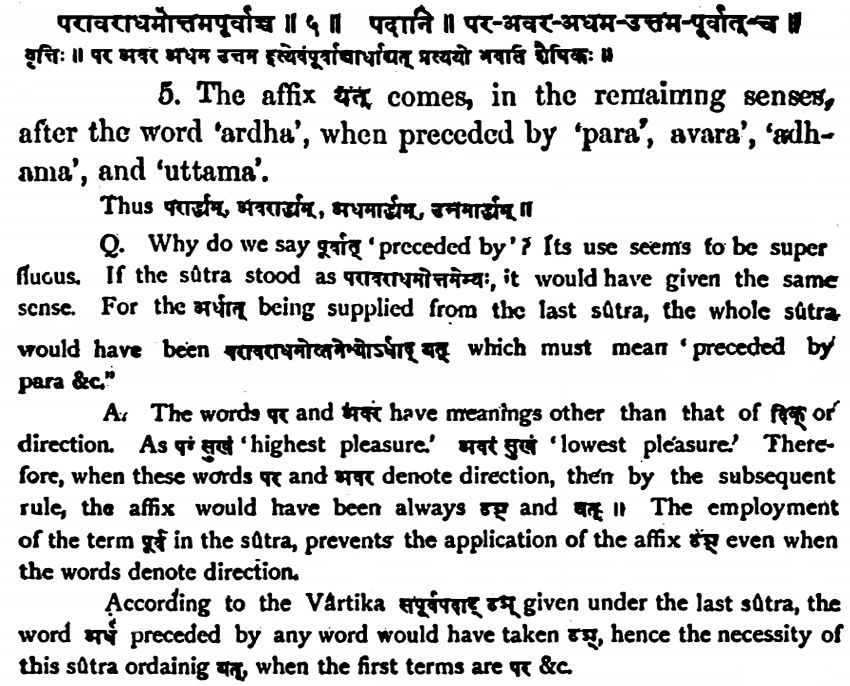 परावराधमोत्तमपूर्वाच्च ॥ ५ ॥ पदानि ॥ पर-अवर-अधम-उत्तम-पूर्वात्-च ॥
वृत्तिः ॥ पर अवर अधम उत्तम इत्येवंपूर्वाच्चार्धाद्यत् प्रत्ययो भवति शैषिकः ॥
5. The affix यत् comes, in the remaimng senses,
after the word 'ardha', when preceded by 'para', avara', 'adh-
ama', and 'uttama'.
Thus परार्द्ध्यम्, अवरार्द्ध्यम्, अधमार्द्ध्यम्, उत्तमार्द्ध्यम् ॥
Q. Why do we say पूर्वात् 'preceded by'? Its use seems to be super
fluous. If the sûtra stood as परावराधमोत्तमेभ्यः, it would have given the same
sense. For the अर्धात् being supplied from the last sûtra, the whole sûtra
would have been परावराधमोत्तमेभ्योऽर्धाद् यत् which must mean 'preceded by
para &c."
A. The words पर and अवर have meanings other than that of दिक् or
direction. As परं सुखं 'highest pleasure.' अवरं सुखं 'lowest pleasure.' There-
fore, when these words पर and अवर denote direction, then by the subsequent
rule, the affix would have been always ठञ् and यत् ॥ The employment
of the term पूर्व in the sûtra, prevents the application of the affix ठञ् even when
the words denote direction.
According to the Vârtika सपूर्वपदाद् ठञ् given under the last sûtra, the
word अर्ध preceded by any word would have taken ठञ्, hence the necessity of
this sûtra ordainig यत्, when the first terms are पर &c.